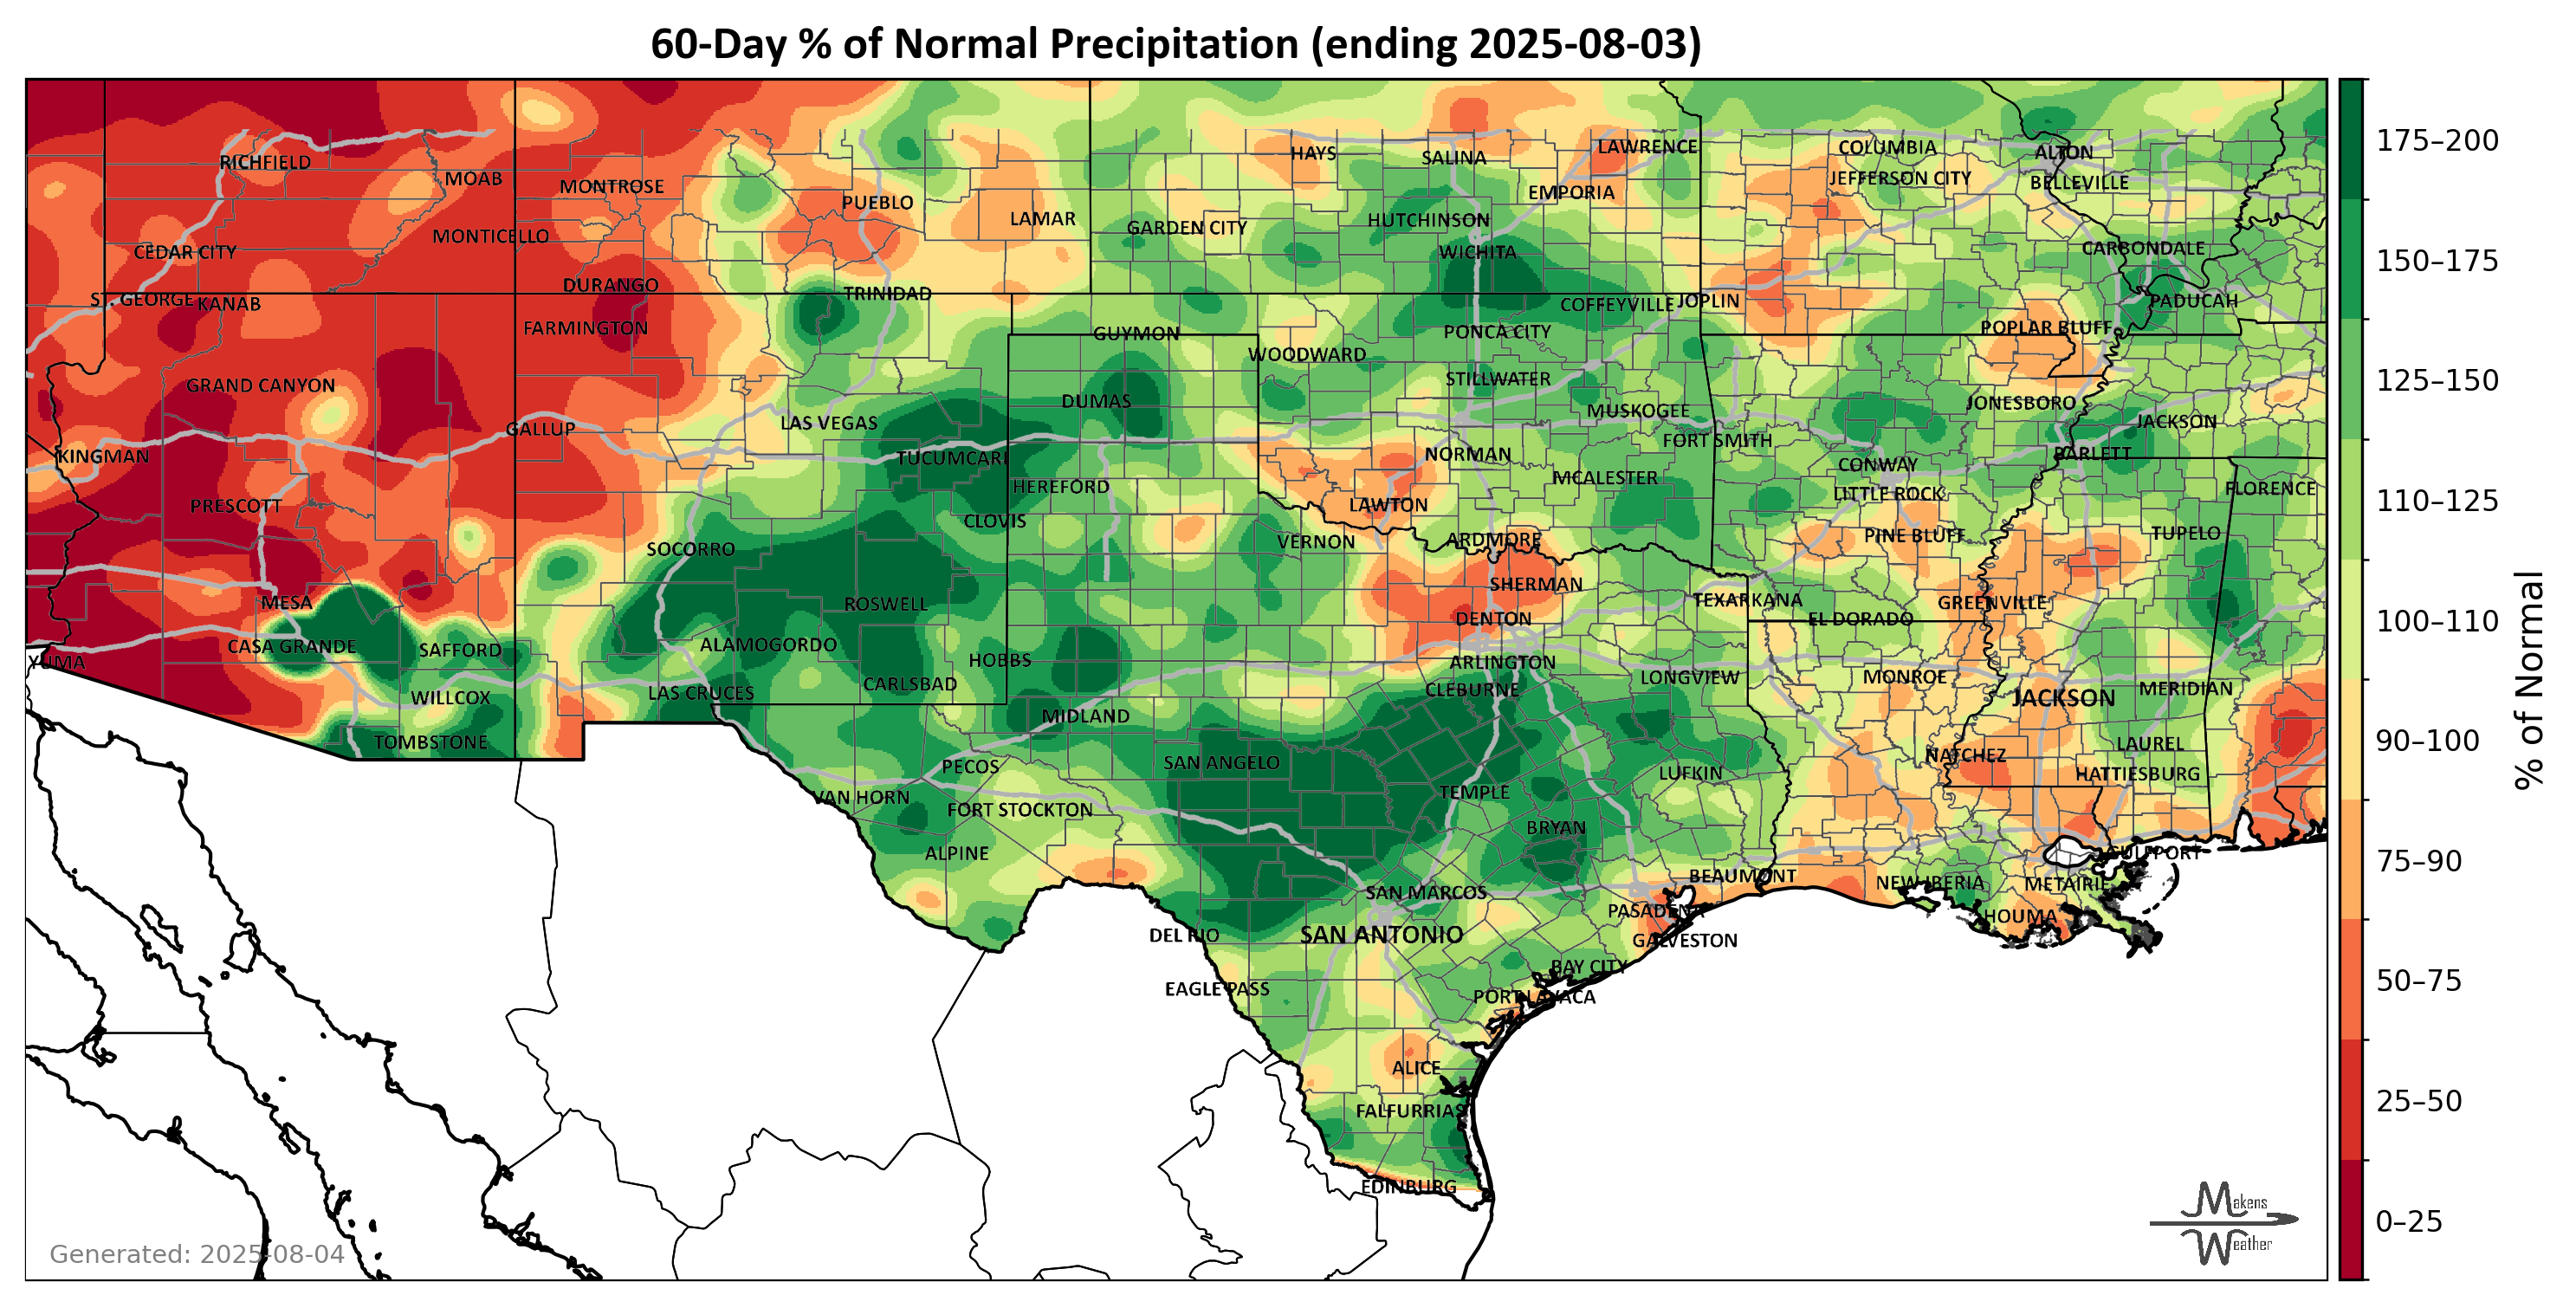 60-Day % of Normal Precipitation (ending 2025-08-03)
HAYS
SALINA
LAWRENCE
COLUMBIA
ALTON
RICHFIELD
MOAB
MONTROSE
PUEBLO
EMPORIA
JEFFERSON CITY
BELLEVILLE
LAMAR
GARDEN CITY
HUTCHINSON
MONTICELLO
CEDAR CITY
WICHITA
CARBONDALE
DURANGO
TRINIDAD
ST GEORGE
KANAB
COFFEYVILLE
JOPLIN
PADUCAH
FARMINGTON
GUYMON
PONCA CITY
POPLAR BLUFF
WOODWARD
GRAND CANYON
STILLWATER
DUMAS
MUSKOGEE
JONESBORO
GALLUP
LAS VEGAS
FORT SMITH
JACKSON
KINGMAN
TUCUMCARI
NORMAN
CONWAY
BARLETT
HEREFORD
MCALESTER
LITTLE ROCK
FLORENCE
PRESCOTT
CLOVIS
LAWTON
PINE BLUFF
TUPELO
SOCORRO
VERNON
ARDMORE
SHERMAN
MESA
ROSWELL
DENTON
TEXARKANA
EL DORADO
GREENVILLE
CASA GRANDE
SAFFORD
ALAMOGORDO
YUMA
HOBBS
ARLINGTON
WILLCOX
LAS CRUCES
CARLSBAD
CLEBURNE
LONGVIEW
MONROE
JACKSON
MERIDIAN
MIDLAND
TOMBSTONE
PECOS
SAN ANGELO
LUFKIN
NATCHEZ
LAUREL
HATTIESBURG
VAN HORN
FORT STOCKTON
TEMPLE
BRYAN
ALPINE
GULFPORT
SAN MARCOS
BEAUMONT
NEW IBERIA
METAIRIE
PASADENA
HOUMA
DEL RIO
SAN ANTONIO
GALVESTON
EAGLE PASS
BAY CITY
PORT LAVACA
ALICE
FALFURRIAS
EDINBURG
Generated: 2025-08-04
Makens
Weather
175–200
150–175
125–150
110–125
100–110
90–100
75–90
50–75
25–50
0–25
% of Normal